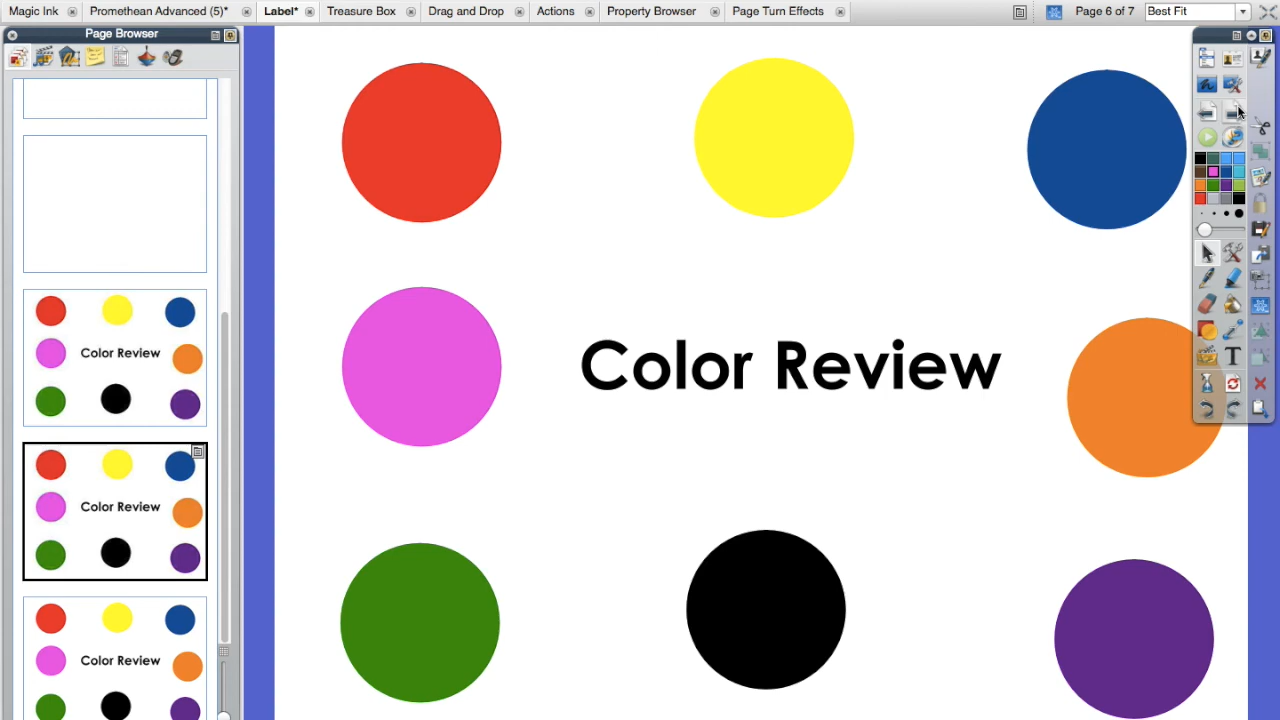 Magic Ink Promethean Advanced (5)* Label* Treasure Box Drag and Drop Actions Property Browser Page Turn Effects Page 6 of 7 Best Fit
Page Browser
Color Review
Color Review
Color Review
Color Review
T